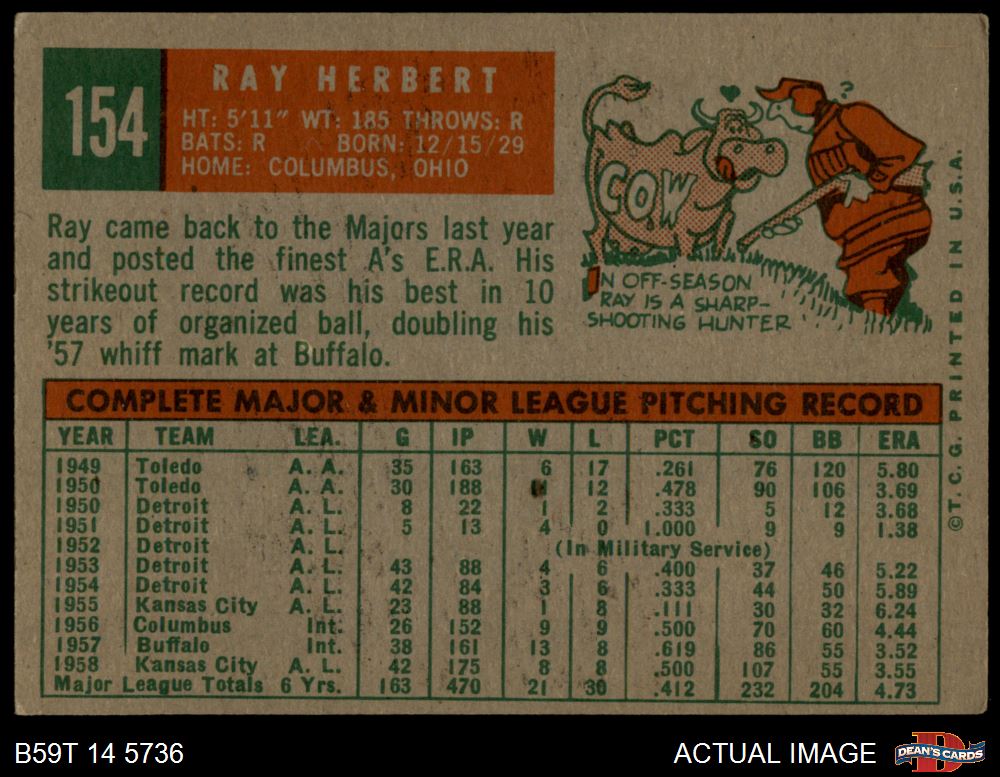 154
RAY HERBERT
HT: 5'11" WT: 185 THROWS: R
BATS: R BORN: 12/15/29
HOME: COLUMBUS, OHIO
?
COW
IN OFF-SEASON
RAY IS A SHARP-
SHOOTING HUNTER
Ray came back to the Majors last year
and posted the finest A's E.R.A. His
strikeout record was his best in 10
years of organized ball, doubling his
'57 whiff mark at Buffalo.
COMPLETE MAJOR & MINOR LEAGUE PITCHING RECORD
YEAR TEAM LEA. G IP W L PCT SO BB ERA
1949 Toledo A. A. 35 163 6 17 .261 76 120 5.80
1950 Toledo A. A. 30 188 12 .478 90 106 3.69
1950 Detroit A. L. 8 22 1 2 .333 5 12 3.68
1951 Detroit A. L. 5 13 4 0 1.000 9 9 1.38
1952 Detroit A. L. (In Military Service)
1953 Detroit A. L. 43 88 4 6 .400 37 46 5.22
1954 Detroit A. L. 42 84 3 6 .333 44 50 5.89
1955 Kansas City A. L. 23 88 1 8 .111 30 32 6.24
1956 Columbus Int. 26 152 9 9 .500 70 60 4.44
1957 Buffalo Int. 38 161 13 8 .619 86 55 3.52
1958 Kansas City A. L. 42 175 8 8 .500 107 55 3.55
Major League Totals 6 Yrs. 163 470 21 30 .412 232 204 4.73
©T. C. G. PRINTED IN U.S.A.
B59T 14 5736
ACTUAL IMAGE
D
DEAN'S CARDS